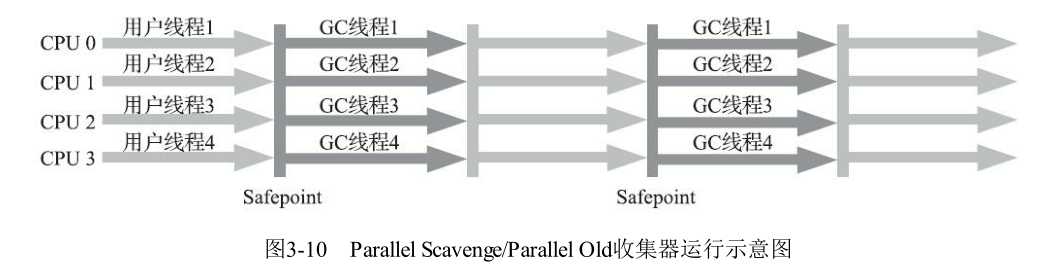 用户线程1 GC线程1 GC线程1
CPU 0
用户线程2 GC线程2 GC线程2
CPU 1
用户线程3 GC线程3 GC线程3
CPU 2
用户线程4 GC线程4 GC线程4
CPU 3
Safepoint Safepoint
图3-10 Parallel Scavenge/Parallel Old收集器运行示意图